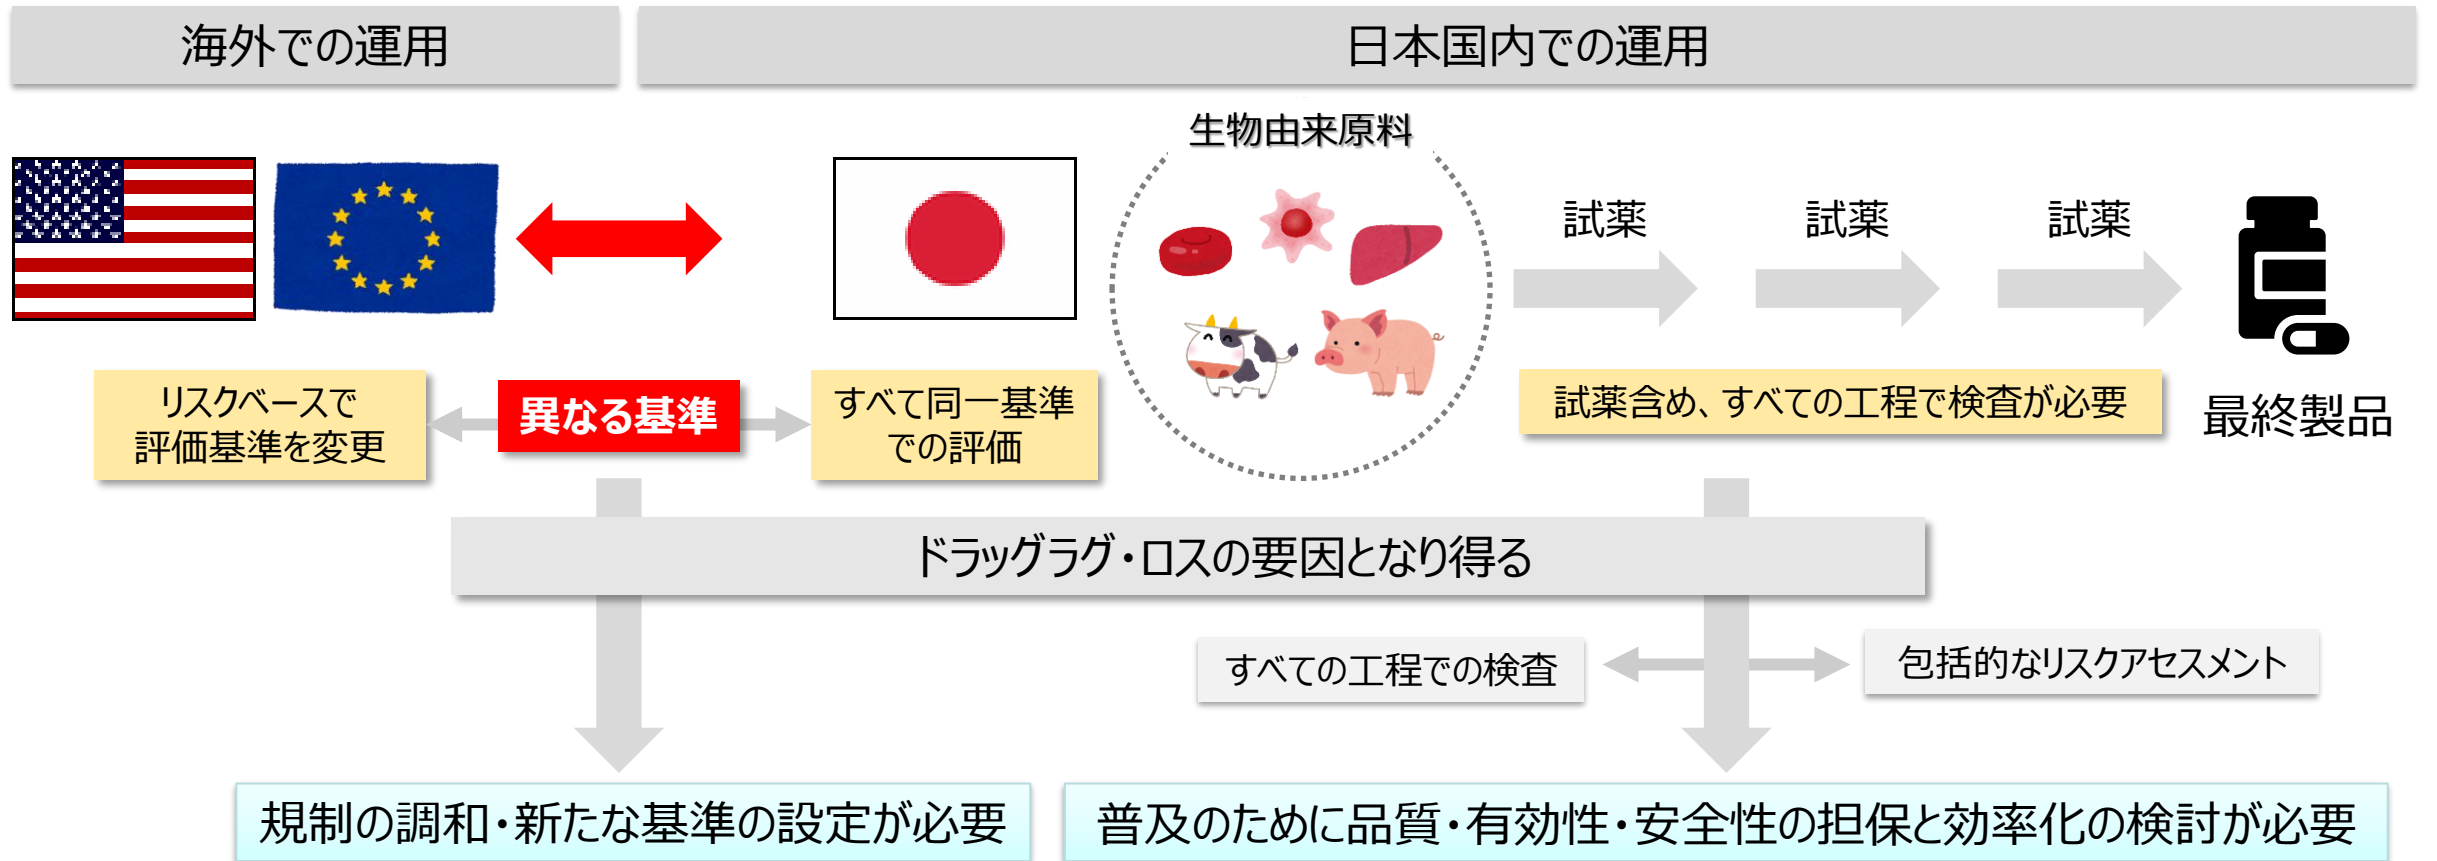 海外での運用
日本国内での運用
生物由来原料
試薬
試薬
試薬
リスクベースで
評価基準を変更
異なる基準
すべて同一基準
での評価
試薬含め、すべての工程で検査が必要
最終製品
ドラッグラグ・ロスの要因となり得る
すべての工程での検査
包括的なリスクアセスメント
規制の調和・新たな基準の設定が必要
普及のために品質・有効性・安全性の担保と効率化の検討が必要